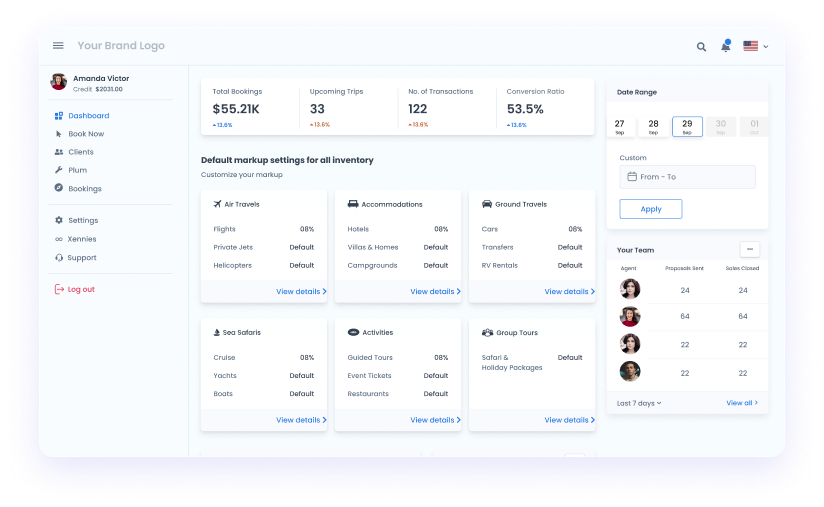 Your Brand Logo
Amanda Victor
Credit $2031.00
Dashboard
Book Now
Clients
Plum
Bookings
Settings
Xennies
Support
Log out
Total Bookings
$55.21K
13.6%
Upcoming Trips
33
13.6%
No. of Transactions
122
13.6%
Conversion Ratio
53.5%
13.6%
Default markup settings for all inventory
Customize your markup
Air Travels
Flights 08%
Private Jets Default
Helicopters Default
View details
Accommodations
Hotels 08%
Villas & Homes Default
Campgrounds Default
View details
Ground Travels
Cars 08%
Transfers Default
RV Rentals Default
View details
Sea Safaris
Cruise 08%
Yachts Default
Boats Default
View details
Activities
Guided Tours 08%
Event Tickets Default
Restaurants Default
View details
Group Tours
Safari & Default
Holiday Packages
View details
Date Range
27 28 29 30 01
Sep Sep Sep Sep Oct
Custom
From - To
Apply
Your Team
Agent Proposals Sent Sales Closed
24 24
64 64
22 22
22 22
Last 7 days View all